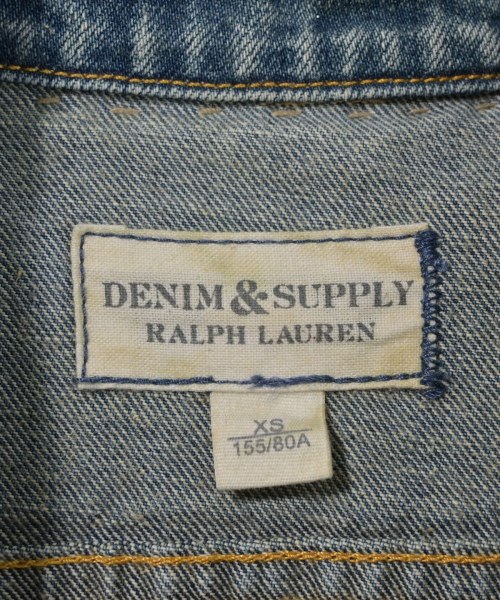 DENIM & SUPPLY
RALPH LAUREN
XS
155/80A